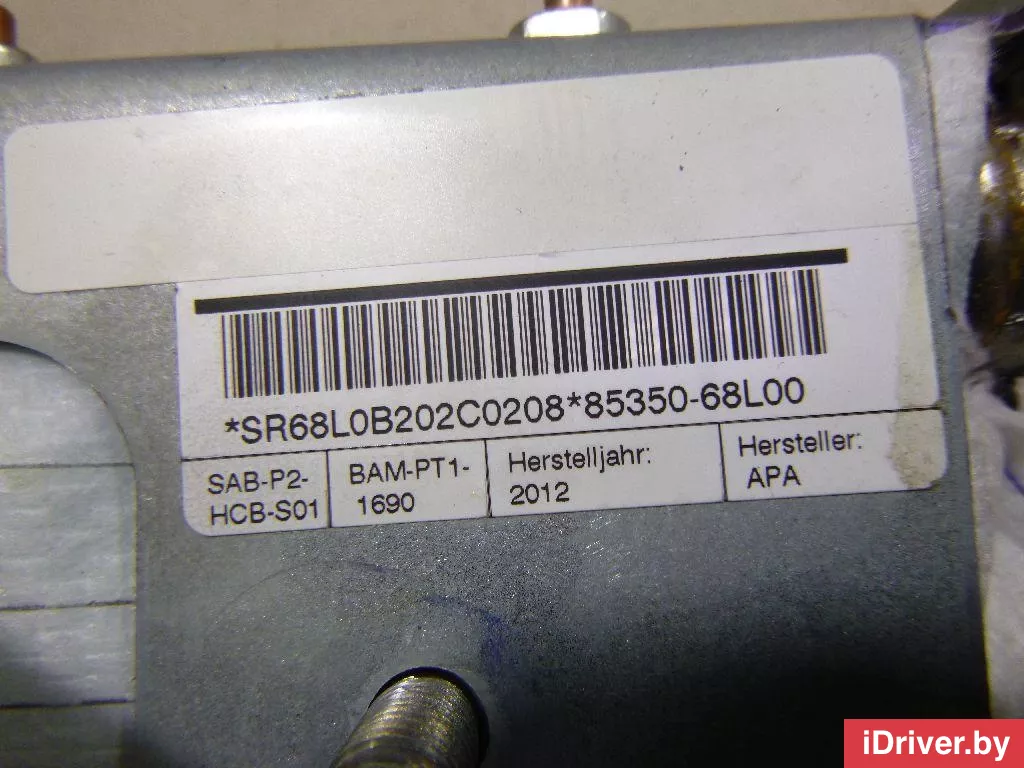 *SR68L0B202C0208*85350-68L00
SAB-P2-
HCB-S01
BAM-PT1-
1690
Herstelljahr:
2012
Hersteller:
APA
iDriver.by